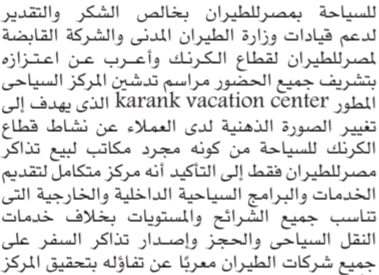 للسياحة بمصرللطيران بخالص الشكر والتقدير
لدعم قيادات وزارة الطيران المدنى والشركة القابضة
لمصرللطيران لقطاع الكرنك وأعرب عن اعتزازه
بتشريف جميع الحضور مراسم تدشين المركز السياحى
المطور karank vacation center الذى يهدف إلى
تغيير الصورة الذهنية لدى العملاء عن نشاط قطاع
الكرنك للسياحة من كونه مجرد مكاتب لبيع تذاكر
مصرللطيران فقط إلى التأكيد أنه مركز متكامل لتقديم
الخدمات والبرامج السياحية الداخلية والخارجية التى
تناسب جميع الشرائح والمستويات بخلاف خدمات
النقل السياحى والحجز وإصدار تذاكر السفر على
جميع شركات الطيران معربًا عن تفاؤله بتحقيق المركز